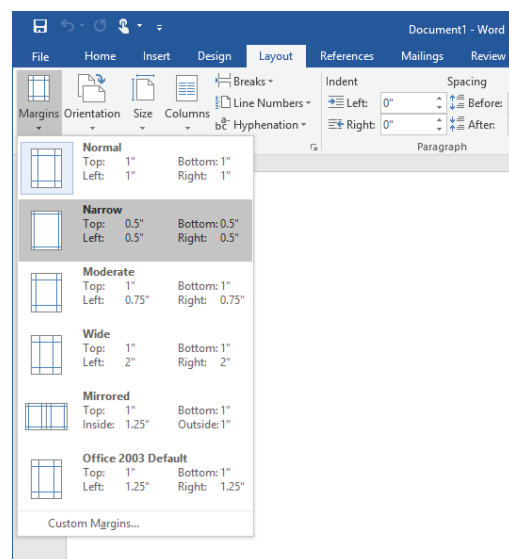 Document1 - Word
File Home Insert Design Layout References Mailings Review
Breaks Indent Spacing
Line Numbers Left: 0" Before:
Margins Orientation Size Columns
bc Hyphenation Right: 0" After:
Paragraph
Normal
Top: 1" Bottom: 1"
Left: 1" Right: 1"
Narrow
Top: 0.5" Bottom: 0.5"
Left: 0.5" Right: 0.5"
Moderate
Top: 1" Bottom: 1"
Left: 0.75" Right: 0.75"
Wide
Top: 1" Bottom: 1"
Left: 2" Right: 2"
Mirrored
Top: 1" Bottom: 1"
Inside: 1.25" Outside: 1"
Office 2003 Default
Top: 1" Bottom: 1"
Left: 1.25" Right: 1.25"
Custom Margins...